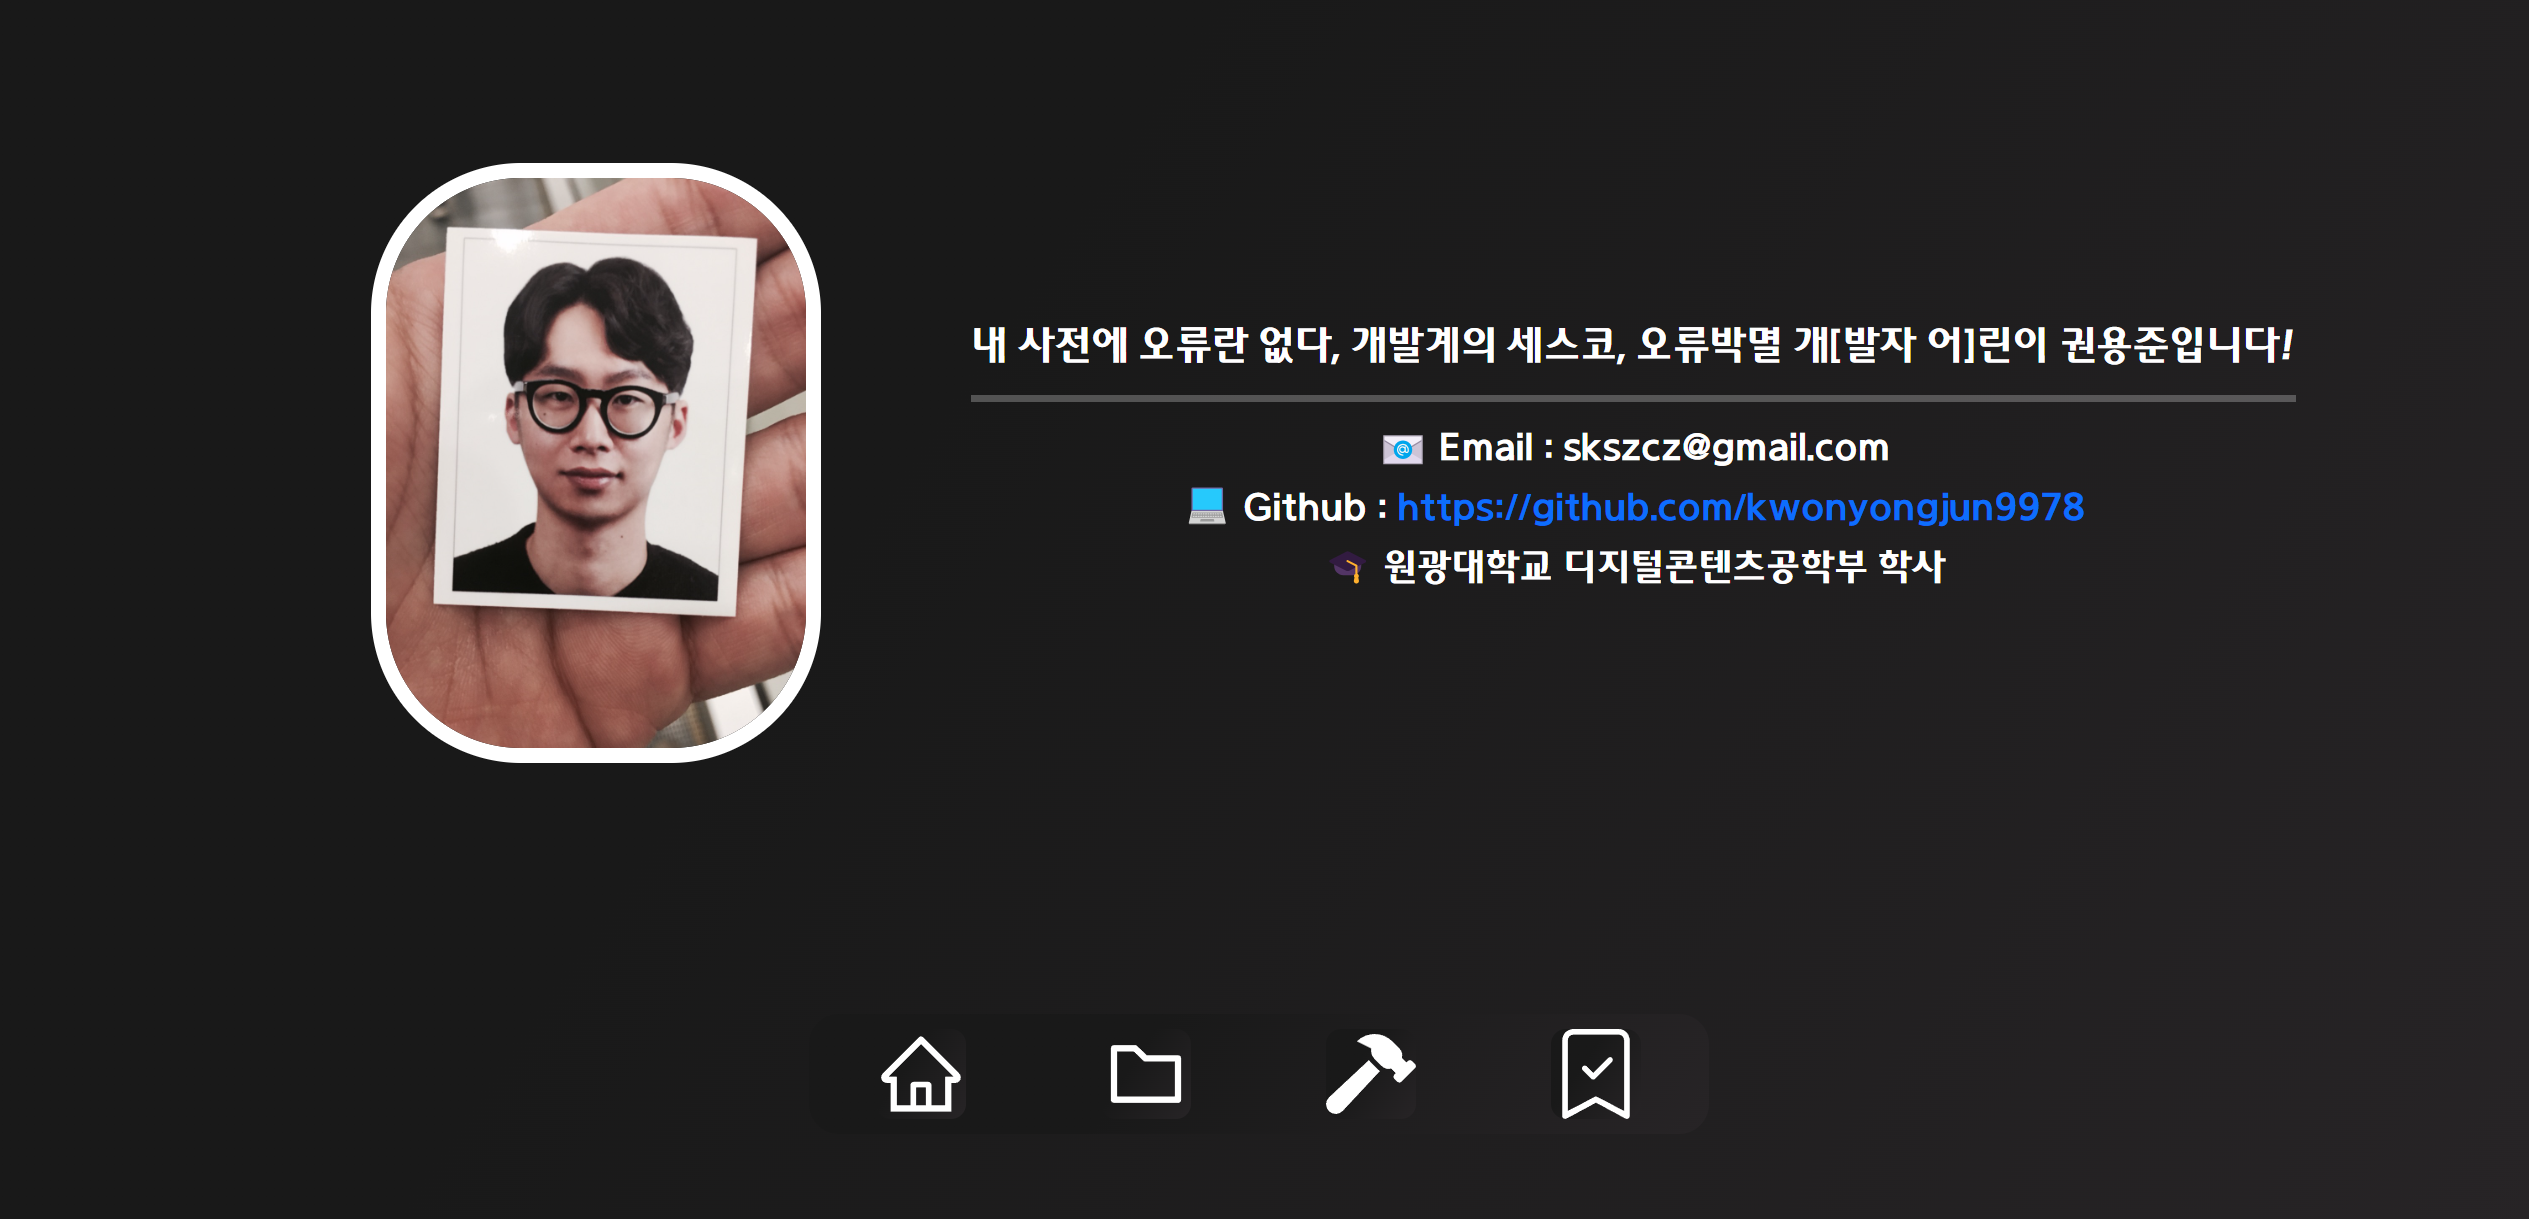 내 사전에 오류란 없다, 개발계의 세스코, 오류박멸 개[발자 어]린이 권용준입니다!
📧 Email : skszcz@gmail.com
💻 Github : https://github.com/kwonyongjun9978
🎓 원광대학교 디지털콘텐츠공학부 학사